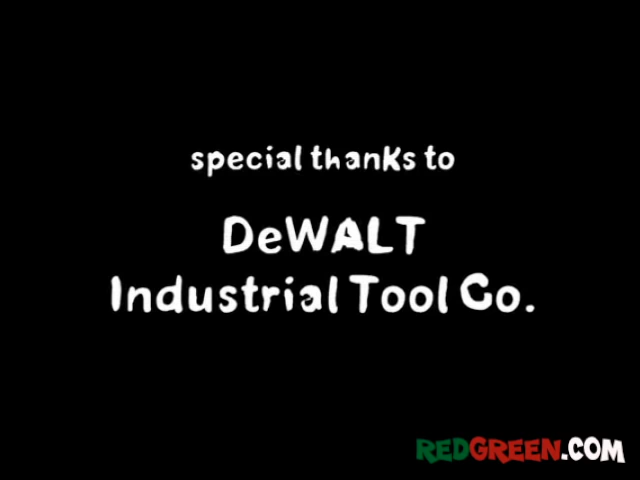 special thanks to
DeWALT
Industrial Tool Co.
REDGREEN.COM